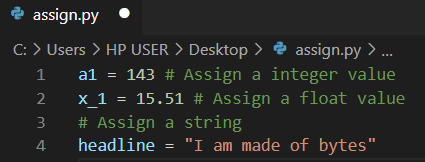 assign.py
C: > Users > HP USER > Desktop > assign.py > ...
1 a1 = 143 # Assign a integer value
2 x_1 = 15.51 # Assign a float value
3 # Assign a string
4 headline = "I am made of bytes"